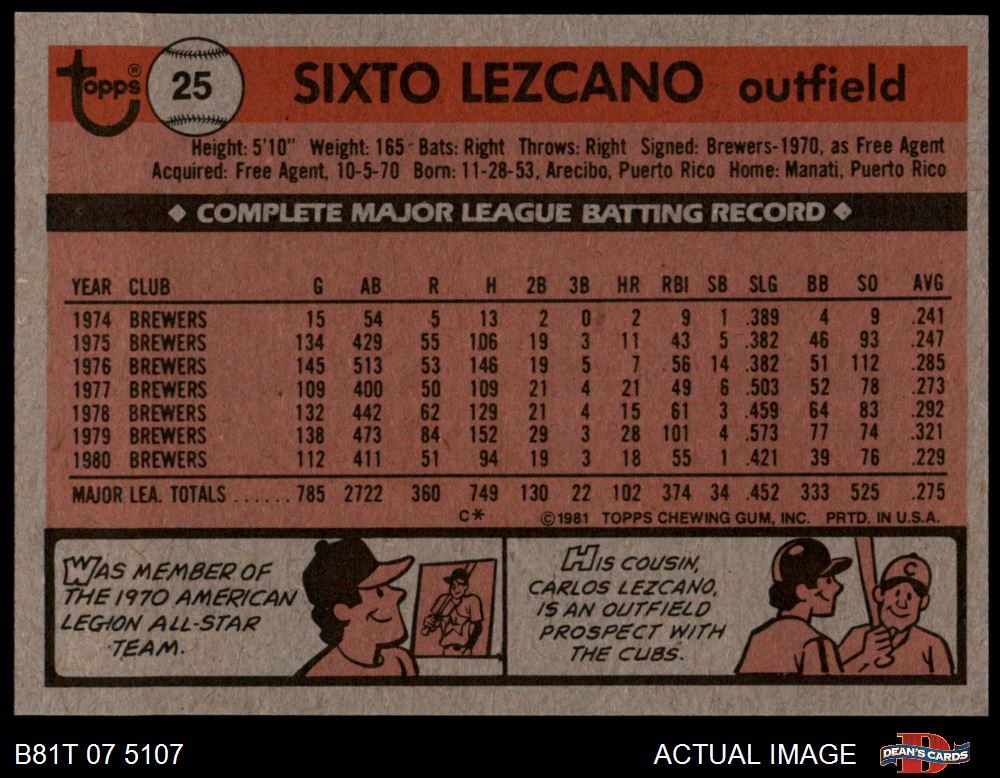 Topps® 25 SIXTO LEZCANO outfield
Height: 5'10" Weight: 165 Bats: Right Throws: Right Signed: Brewers-1970, as Free Agent
Acquired: Free Agent, 10-5-70 Born: 11-28-53, Arecibo, Puerto Rico Home: Manati, Puerto Rico
◆ COMPLETE MAJOR LEAGUE BATTING RECORD ◆
YEAR CLUB G AB R H 2B 3B HR RBI SB SLG BB SO AVG
1974 BREWERS 15 54 5 13 2 0 2 9 1 .389 4 9 .241
1975 BREWERS 134 429 55 106 19 3 11 43 5 .382 46 93 .247
1976 BREWERS 145 513 53 146 19 5 7 56 14 .382 51 112 .285
1977 BREWERS 109 400 50 109 21 4 21 49 6 .503 52 78 .273
1978 BREWERS 132 442 62 129 21 4 15 61 3 .459 64 83 .292
1979 BREWERS 138 473 84 152 29 3 28 101 4 .573 77 74 .321
1980 BREWERS 112 411 51 94 19 3 18 55 1 .421 39 76 .229
MAJOR LEA. TOTALS ...... 785 2722 360 749 130 22 102 374 34 .452 333 525 .275
C* ©1981 TOPPS CHEWING GUM, INC. PRTD. IN U.S.A.
WAS MEMBER OF
THE 1970 AMERICAN
LEGION ALL-STAR
TEAM.
HIS COUSIN,
CARLOS LEZCANO,
IS AN OUTFIELD
PROSPECT WITH
THE CUBS.
C
B81T 07 5107 ACTUAL IMAGE DEAN'S CARDS